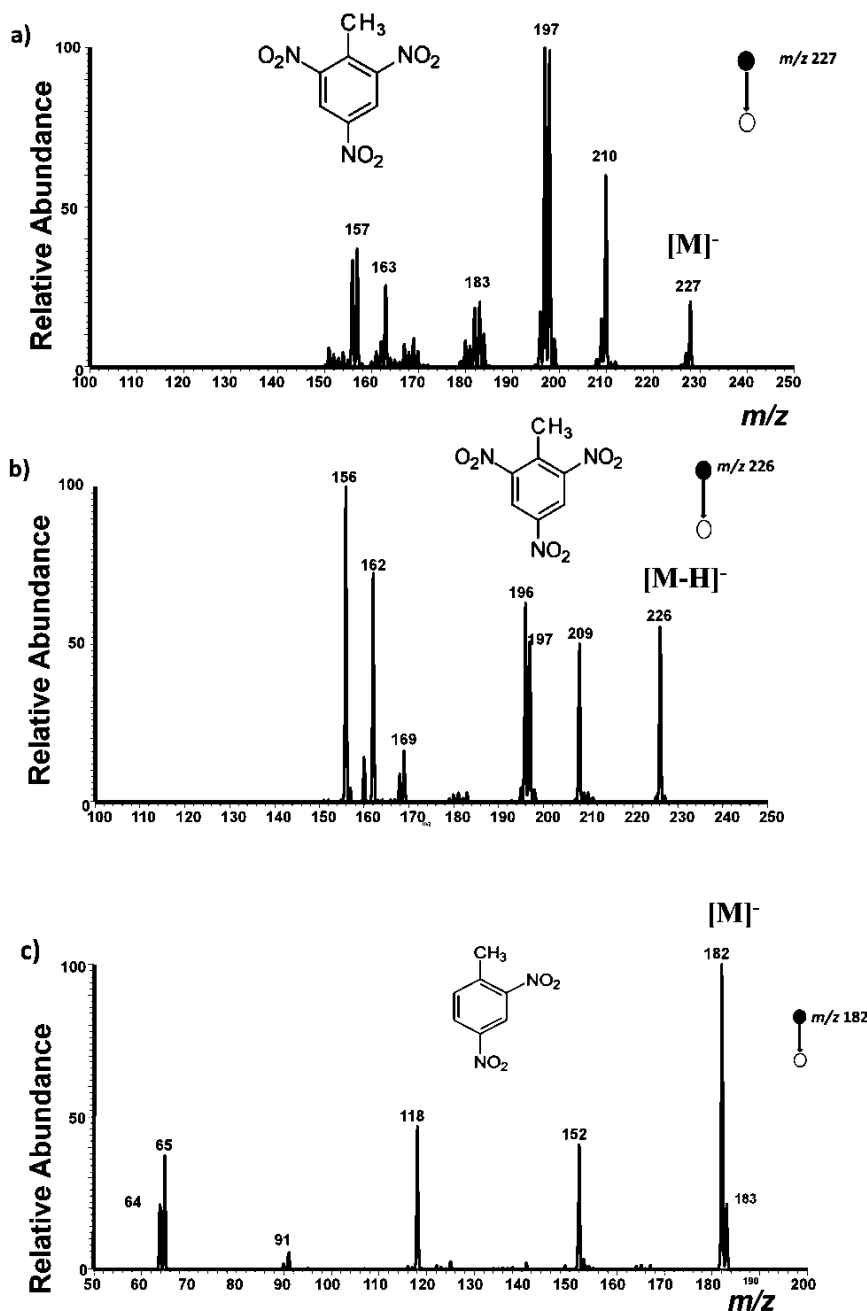 a)
100
50
0
Relative Abundance
CH3
O2N
NO2
NO2
m/z 227
197
210
[M]-
227
157
163
183
100 110 120 130 140 150 160 170 180 190 200 210 220 230 240 250
m/z
b)
100
50
0
Relative Abundance
CH3
O2N
NO2
NO2
m/z 226
[M-H]-
156
162
196
197
209
226
169
100 110 120 130 140 150 160 170 180 190 200 210 220 230 240 250
c)
100
50
0
Relative Abundance
CH3
NO2
NO2
[M]-
182
m/z 182
118
152
65
64
91
183
50 60 70 80 90 100 110 120 130 140 150 160 170 180 190 200
m/z